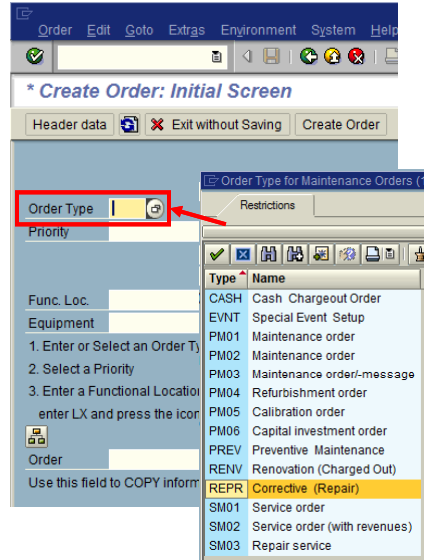 Order Edit Goto Extras Environment System Help
* Create Order: Initial Screen
Header data Exit without Saving Create Order
Order Type
Priority
Func. Loc.
Equipment
1. Enter or Select an Order Ty
2. Select a Priority
3. Enter a Functional Location
enter LX and press the icon
Order
Use this field to COPY inform
Order Type for Maintenance Orders (1
Restrictions
Type Name
CASH Cash Chargeout Order
EVNT Special Event Setup
PM01 Maintenance order
PM02 Maintenance order
PM03 Maintenance order/-message
PM04 Refurbishment order
PM05 Calibration order
PM06 Capital investment order
PREV Preventive Maintenance
RENV Renovation (Charged Out)
REPR Corrective (Repair)
SM01 Service order
SM02 Service order (with revenues)
SM03 Repair service